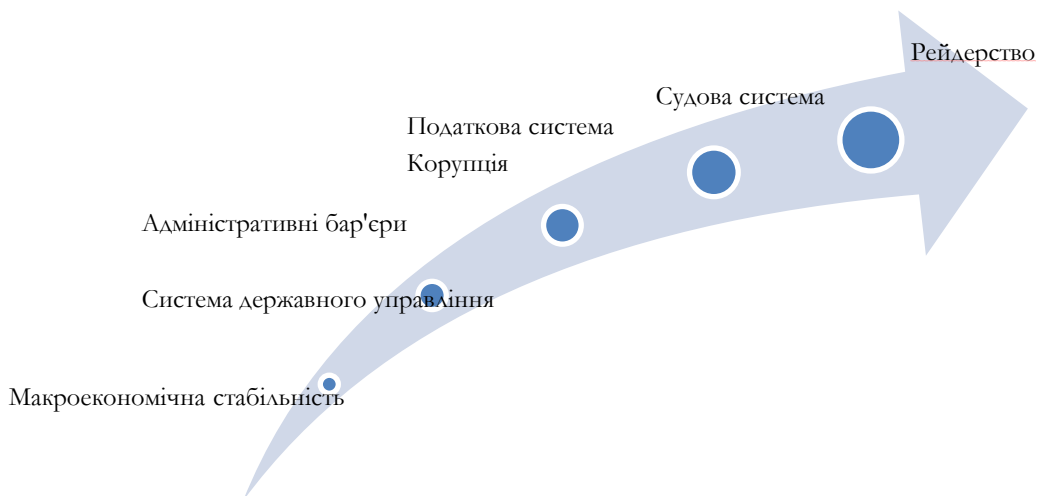 Рейдерство
Судова система
Податкова система
Корупція
Адміністративні бар'єри
Система державного управління
Макроекономічна стабільність